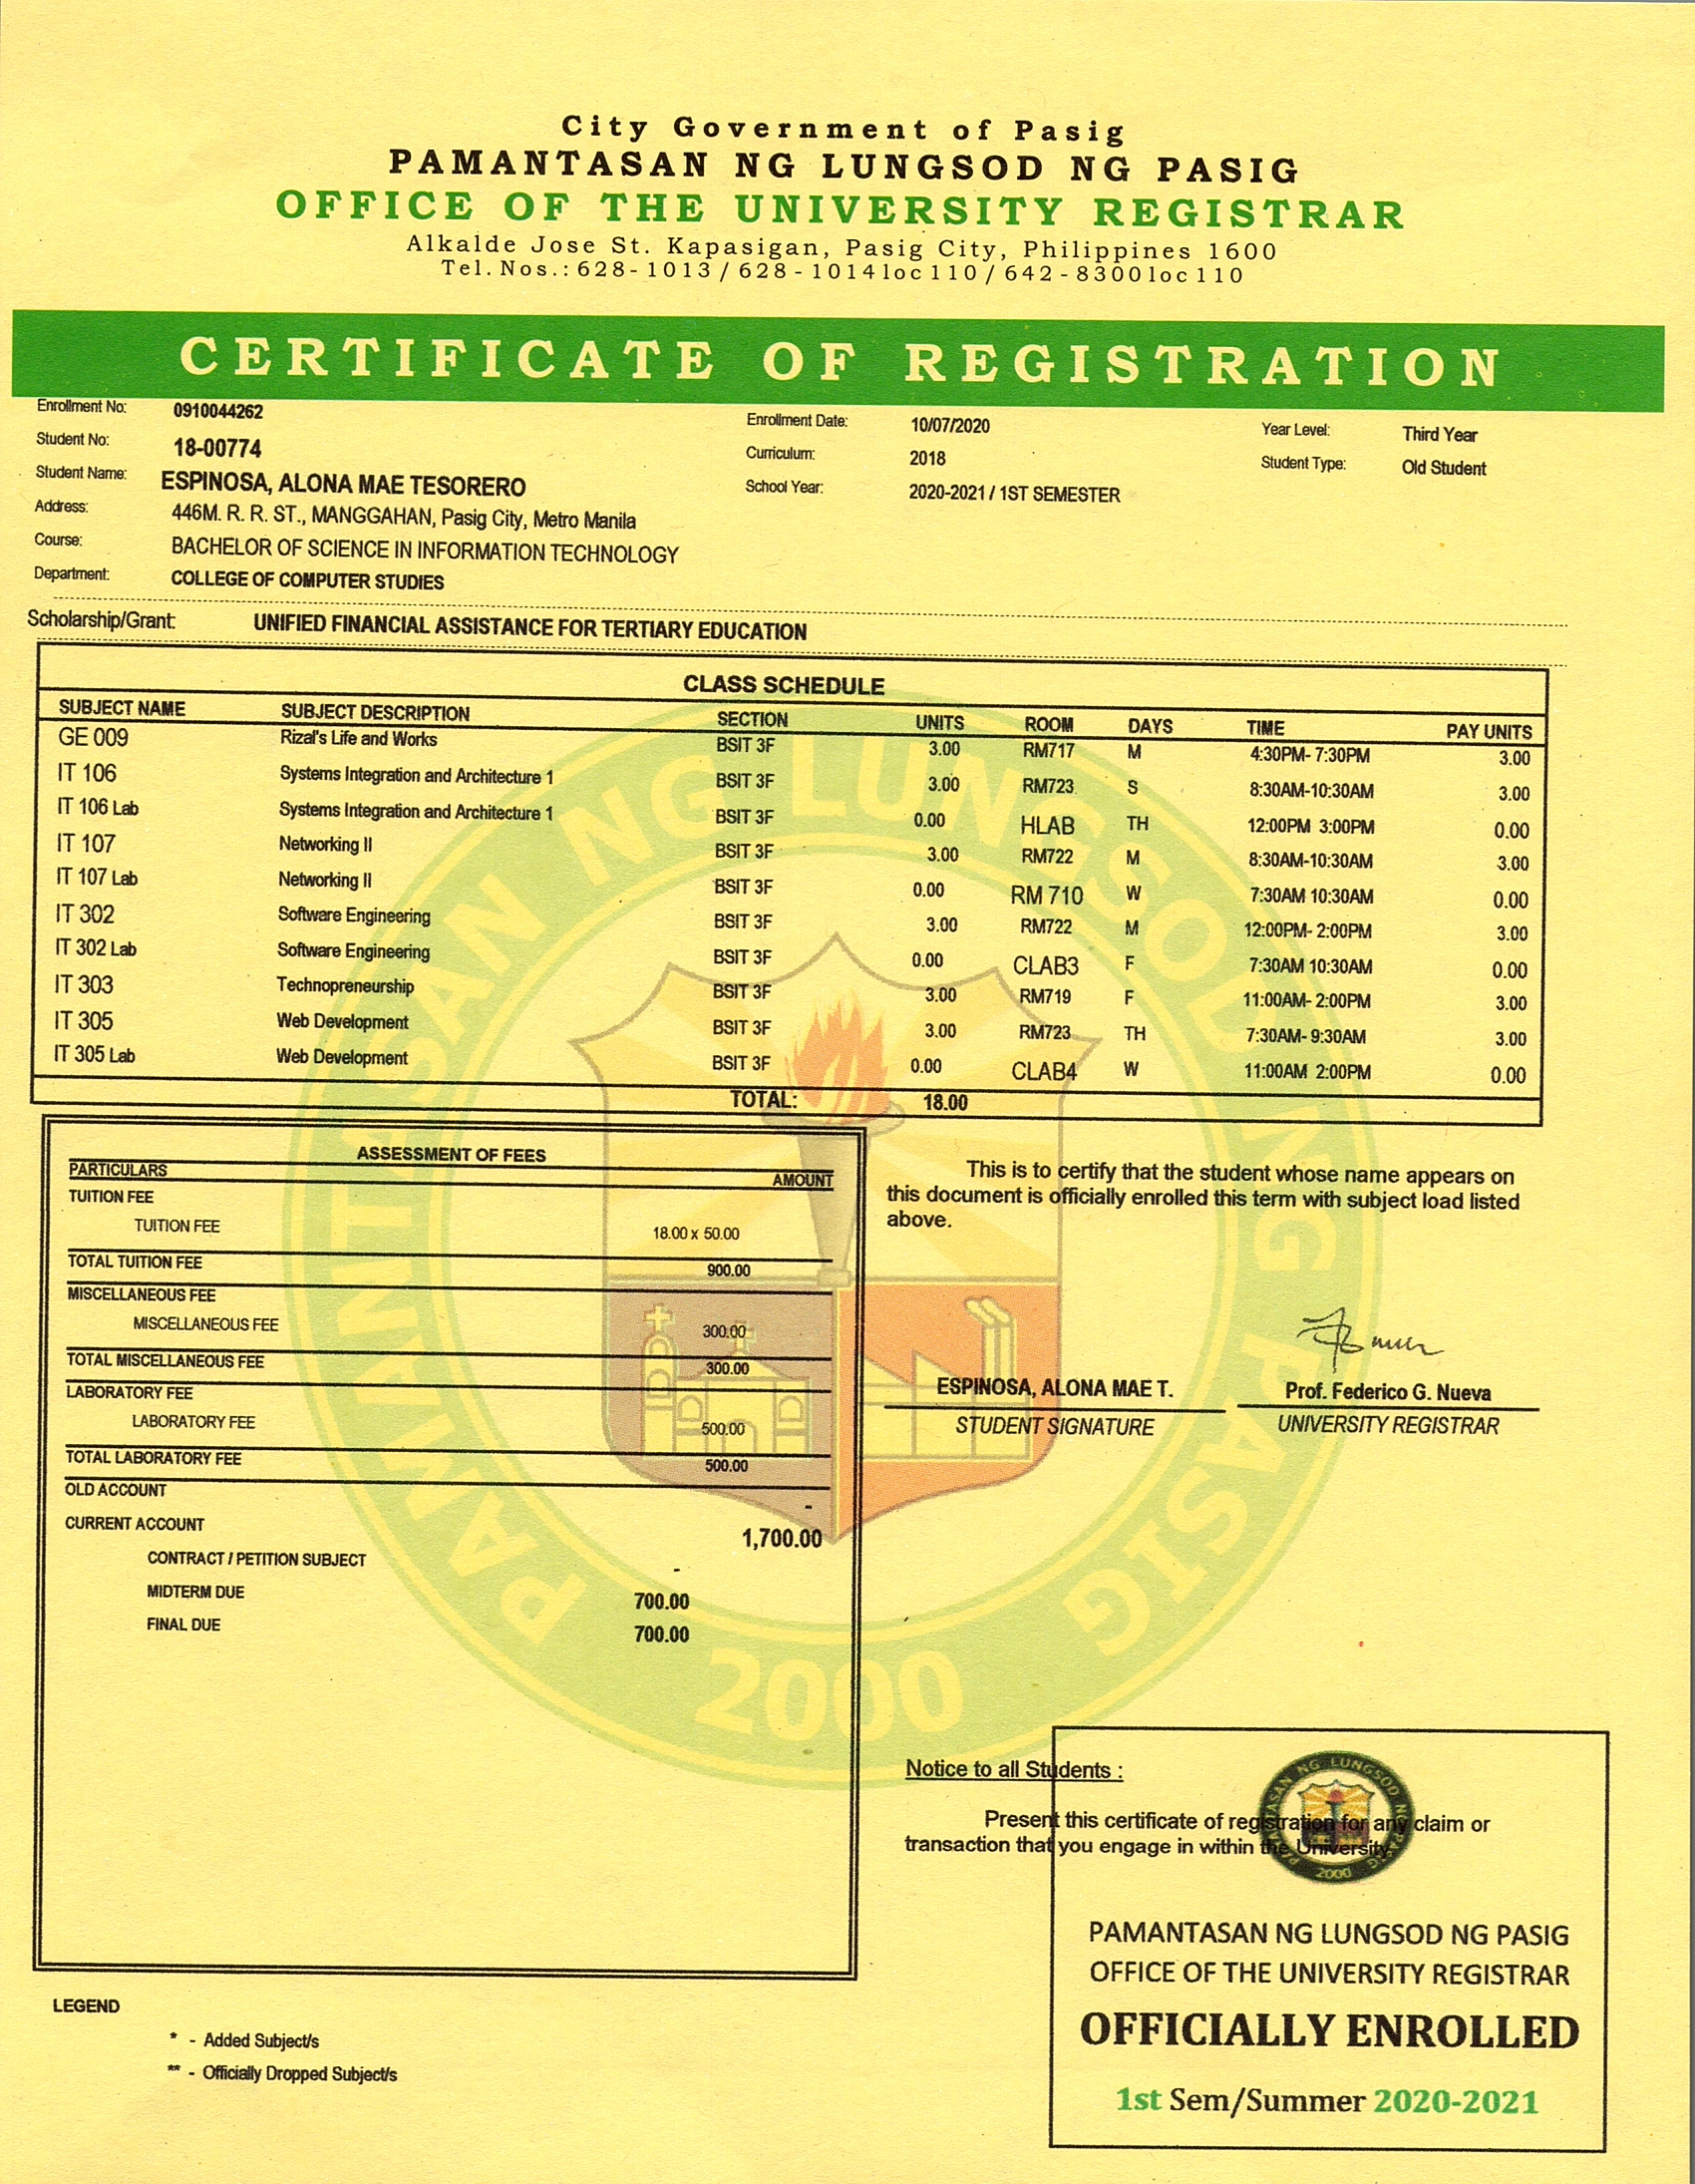 City Government of Pasig
PAMANTASAN NG LUNGSOD NG PASIG
OFFICE OF THE UNIVERSITY REGISTRAR
Alkalde Jose St. Kapasigan, Pasig City, Philippines 1600
Tel. Nos.: 628-1013 / 628-1014 loc 110 / 642-8300 loc 110
CERTIFICATE OF REGISTRATION
Enrollment No: 0910044262 Enrollment Date: 10/07/2020 Year Level: Third Year
Student No: 18-00774 Curriculum: 2018 Student Type: Old Student
Student Name: ESPINOSA, ALONA MAE TESORERO School Year: 2020-2021 / 1ST SEMESTER
Address: 446M. R. R. ST., MANGGAHAN, Pasig City, Metro Manila
Course: BACHELOR OF SCIENCE IN INFORMATION TECHNOLOGY
Department: COLLEGE OF COMPUTER STUDIES
Scholarship/Grant: UNIFIED FINANCIAL ASSISTANCE FOR TERTIARY EDUCATION
CLASS SCHEDULE
SUBJECT NAME SUBJECT DESCRIPTION SECTION UNITS ROOM DAYS TIME PAY UNITS
GE 009 Rizal's Life and Works BSIT 3F 3.00 RM717 M 4:30PM- 7:30PM 3.00
IT 106 Systems Integration and Architecture 1 BSIT 3F 3.00 RM723 S 8:30AM-10:30AM 3.00
IT 106 Lab Systems Integration and Architecture 1 BSIT 3F 0.00 HLAB TH 12:00PM 3:00PM 0.00
IT 107 Networking II BSIT 3F 3.00 RM722 M 8:30AM-10:30AM 3.00
IT 107 Lab Networking II BSIT 3F 0.00 RM 710 W 7:30AM 10:30AM 0.00
IT 302 Software Engineering BSIT 3F 3.00 RM722 M 12:00PM- 2:00PM 3.00
IT 302 Lab Software Engineering BSIT 3F 0.00 CLAB3 F 7:30AM 10:30AM 0.00
IT 303 Technopreneurship BSIT 3F 3.00 RM719 F 11:00AM- 2:00PM 3.00
IT 305 Web Development BSIT 3F 3.00 RM723 TH 7:30AM- 9:30AM 3.00
IT 305 Lab Web Development BSIT 3F 0.00 CLAB4 W 11:00AM 2:00PM 0.00
TOTAL: 18.00
ASSESSMENT OF FEES
PARTICULARS AMOUNT
TUITION FEE
TUITION FEE 18.00 x 50.00
TOTAL TUITION FEE 900.00
MISCELLANEOUS FEE
MISCELLANEOUS FEE 300.00
TOTAL MISCELLANEOUS FEE 300.00
LABORATORY FEE
LABORATORY FEE 500.00
TOTAL LABORATORY FEE 500.00
OLD ACCOUNT -
CURRENT ACCOUNT 1,700.00
CONTRACT / PETITION SUBJECT -
MIDTERM DUE 700.00
FINAL DUE 700.00
This is to certify that the student whose name appears on
this document is officially enrolled this term with subject load listed
above.
ESPINOSA, ALONA MAE T. Prof. Federico G. Nueva
STUDENT SIGNATURE UNIVERSITY REGISTRAR
PAMANTASAN NG LUNGSOD NG PASIG
2000
Notice to all Students :
Present this certificate of registration for any claim or
transaction that you engage in within the University
PAMANTASAN NG LUNGSOD NG PASIG
2000
PAMANTASAN NG LUNGSOD NG PASIG
OFFICE OF THE UNIVERSITY REGISTRAR
OFFICIALLY ENROLLED
1st Sem/Summer 2020-2021
LEGEND
* - Added Subject/s
** - Officially Dropped Subject/s